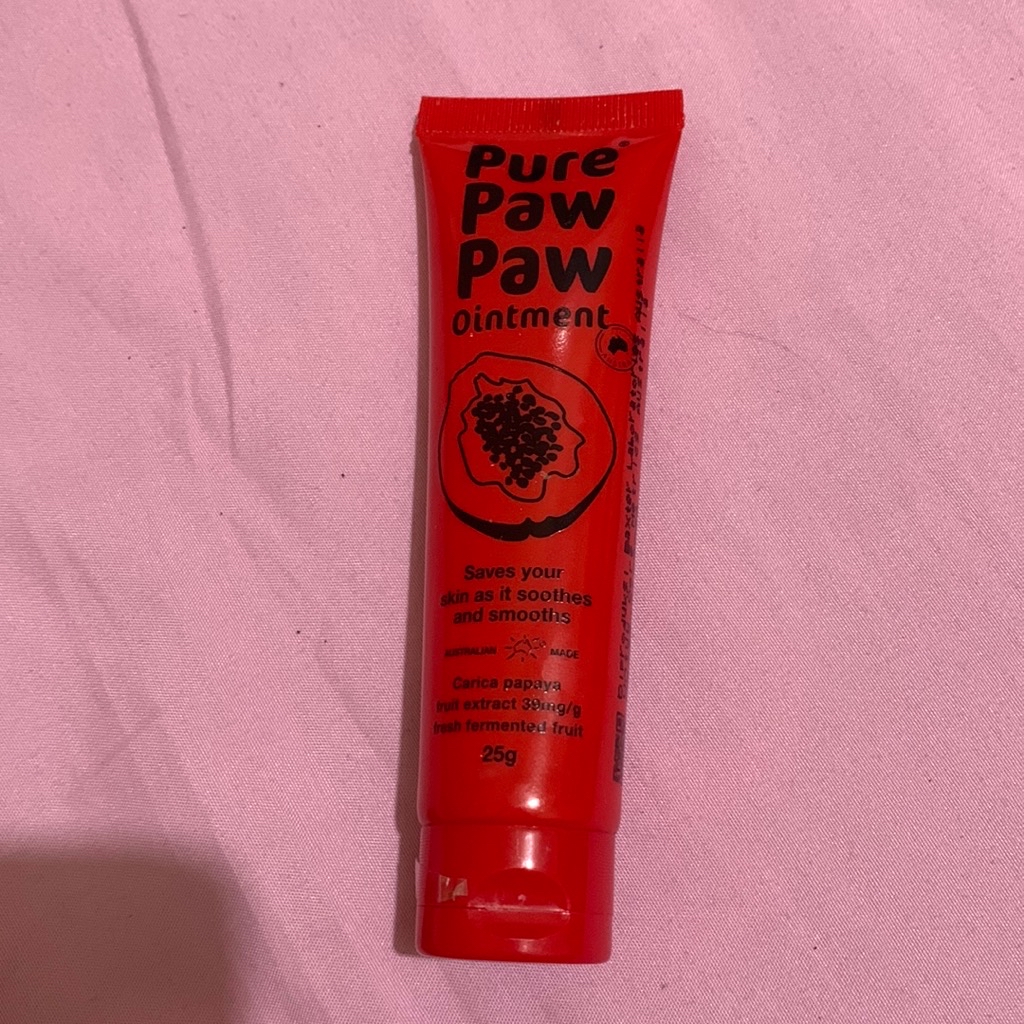 Pure
Paw
Paw
Ointment
Saves your
skin as it soothes
and smooths
AUSTRALIAN MADE
Carica papaya
fruit extract 39mg/g
fresh fermented fruit
25g